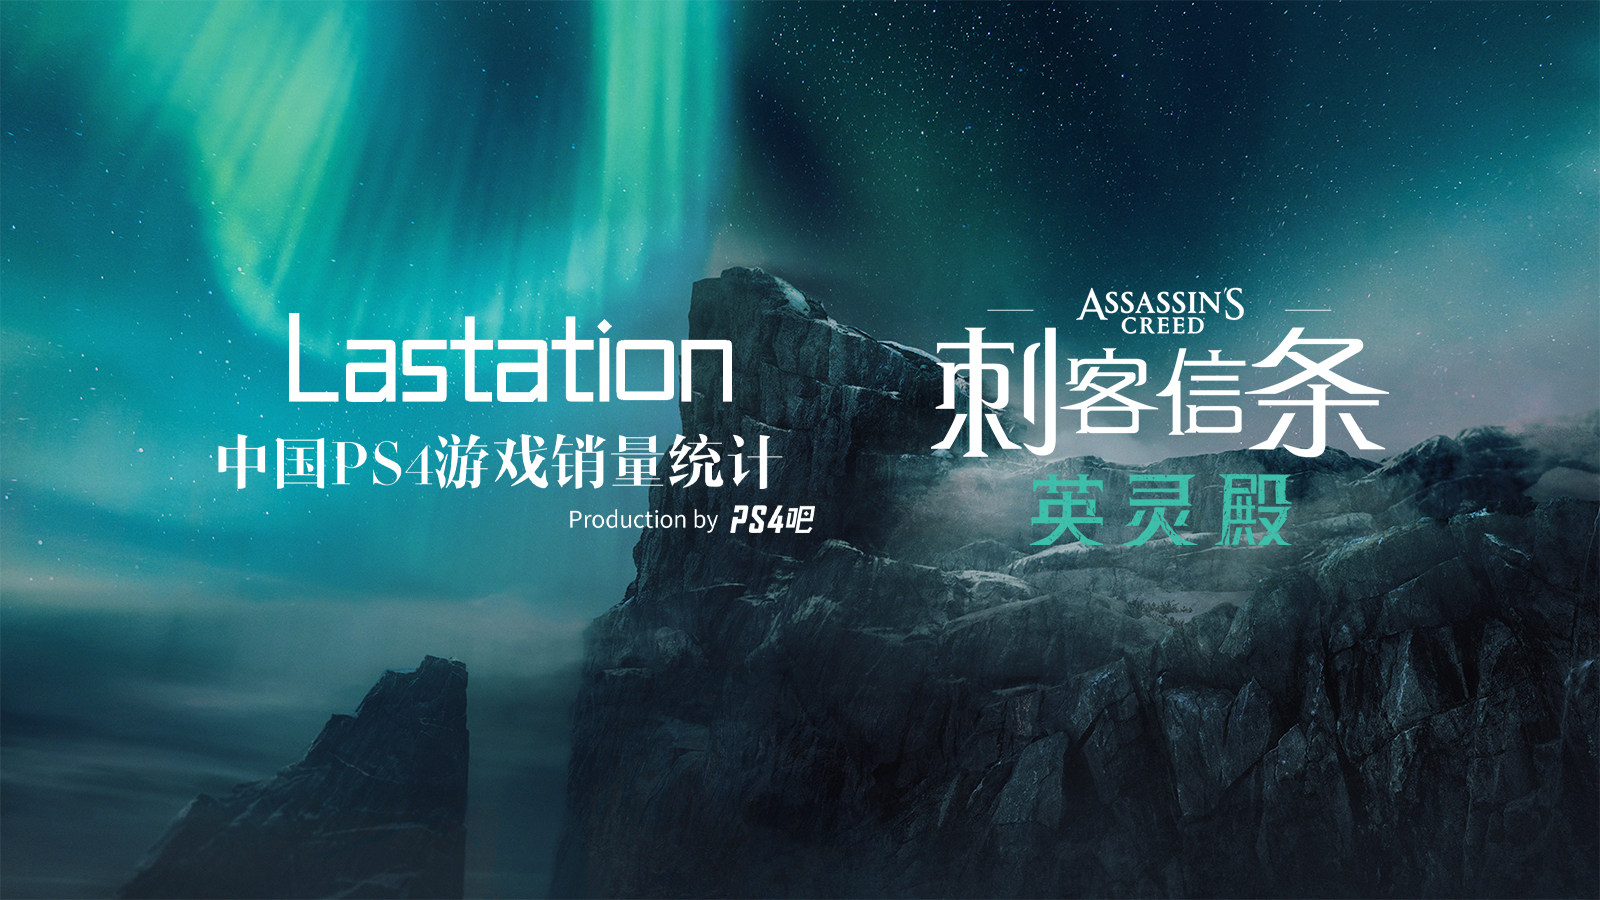 Lastation
中国PS4游戏销量统计
Production by PS4吧
ASSASSIN'S
CREED
刺客信条
英灵殿